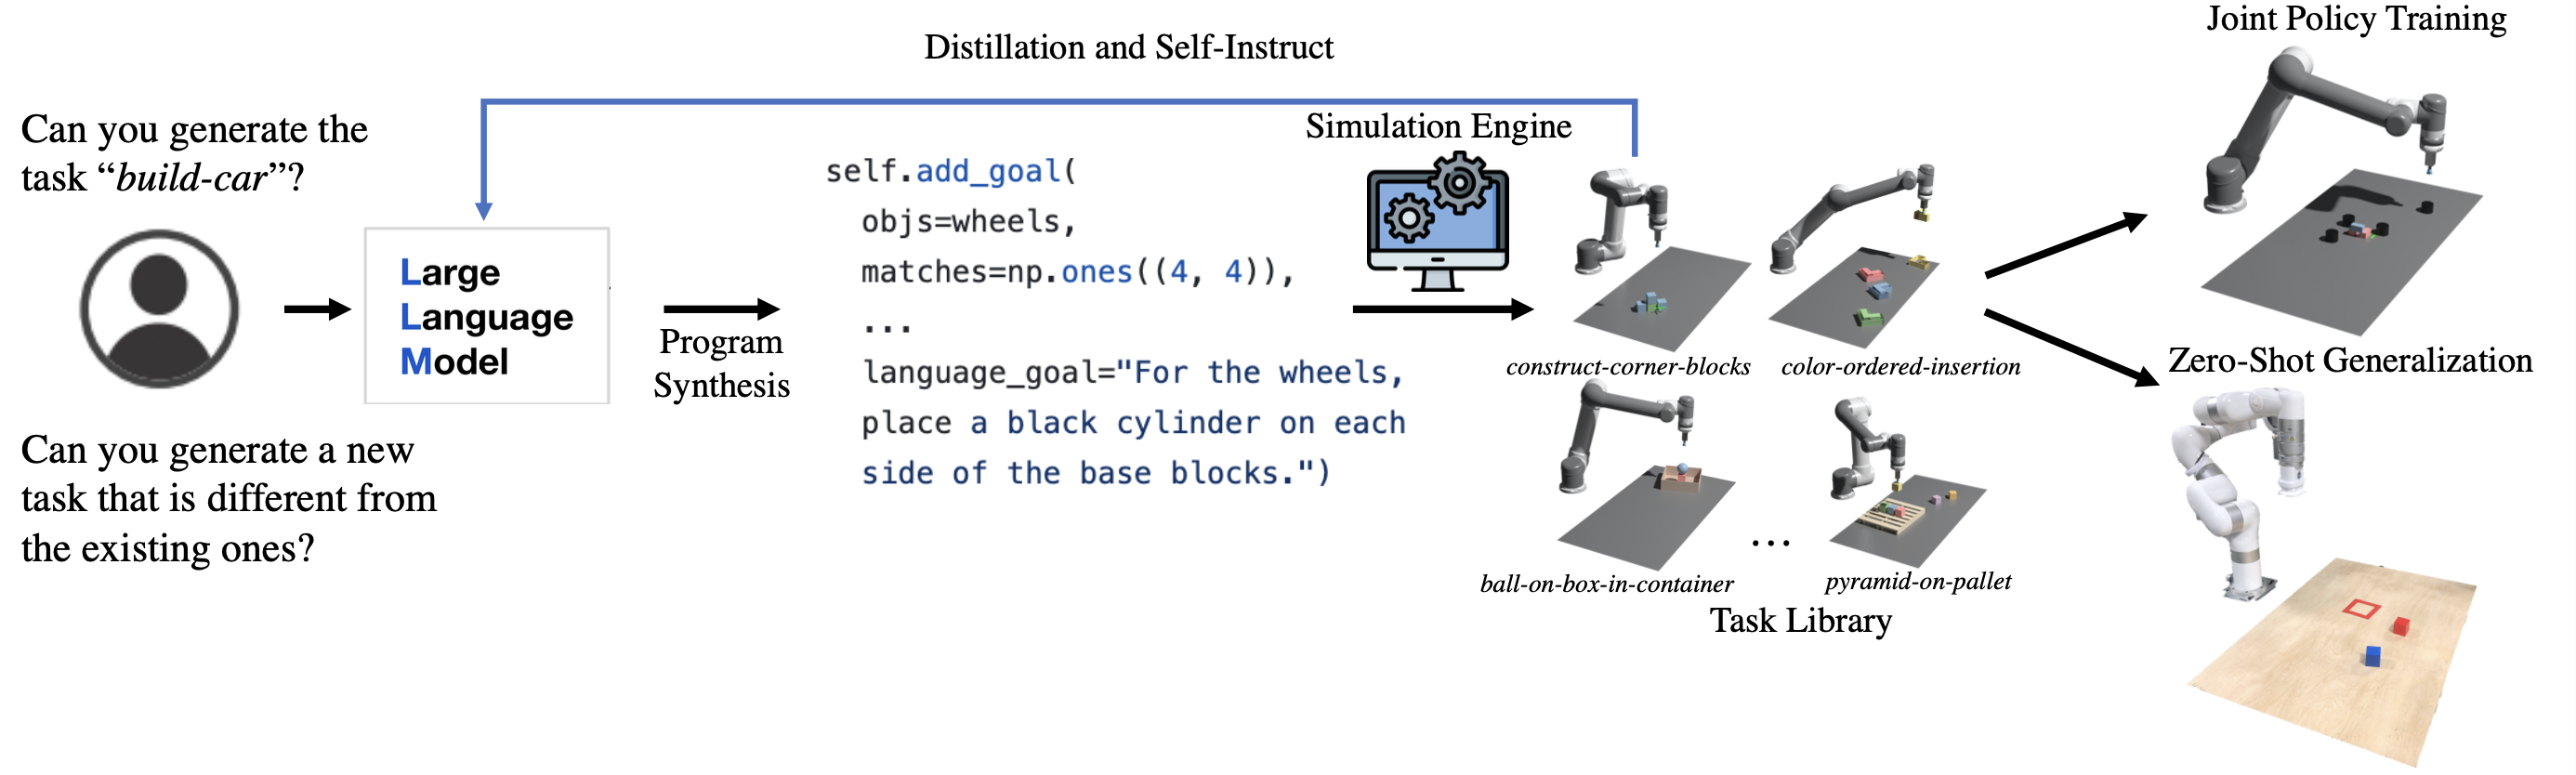 Distillation and Self-Instruct
Can you generate the
task “build-car”?
Large
Language
Model
Can you generate a new
task that is different from
the existing ones?
Program
Synthesis
self.add_goal(
objs=wheels,
matches=np.ones((4, 4)),
...
language_goal="For the wheels,
place a black cylinder on each
side of the base blocks.")
Simulation Engine
construct-corner-blocks
color-ordered-insertion
ball-on-box-in-container
...
pyramid-on-pallet
Task Library
Joint Policy Training
Zero-Shot Generalization